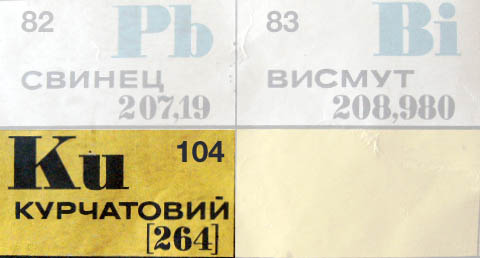 82 Pb
СВИНЕЦ
207,19
83 Bi
ВИСМУТ
208,980
Ku 104
КУРЧАТОВИЙ
[264]